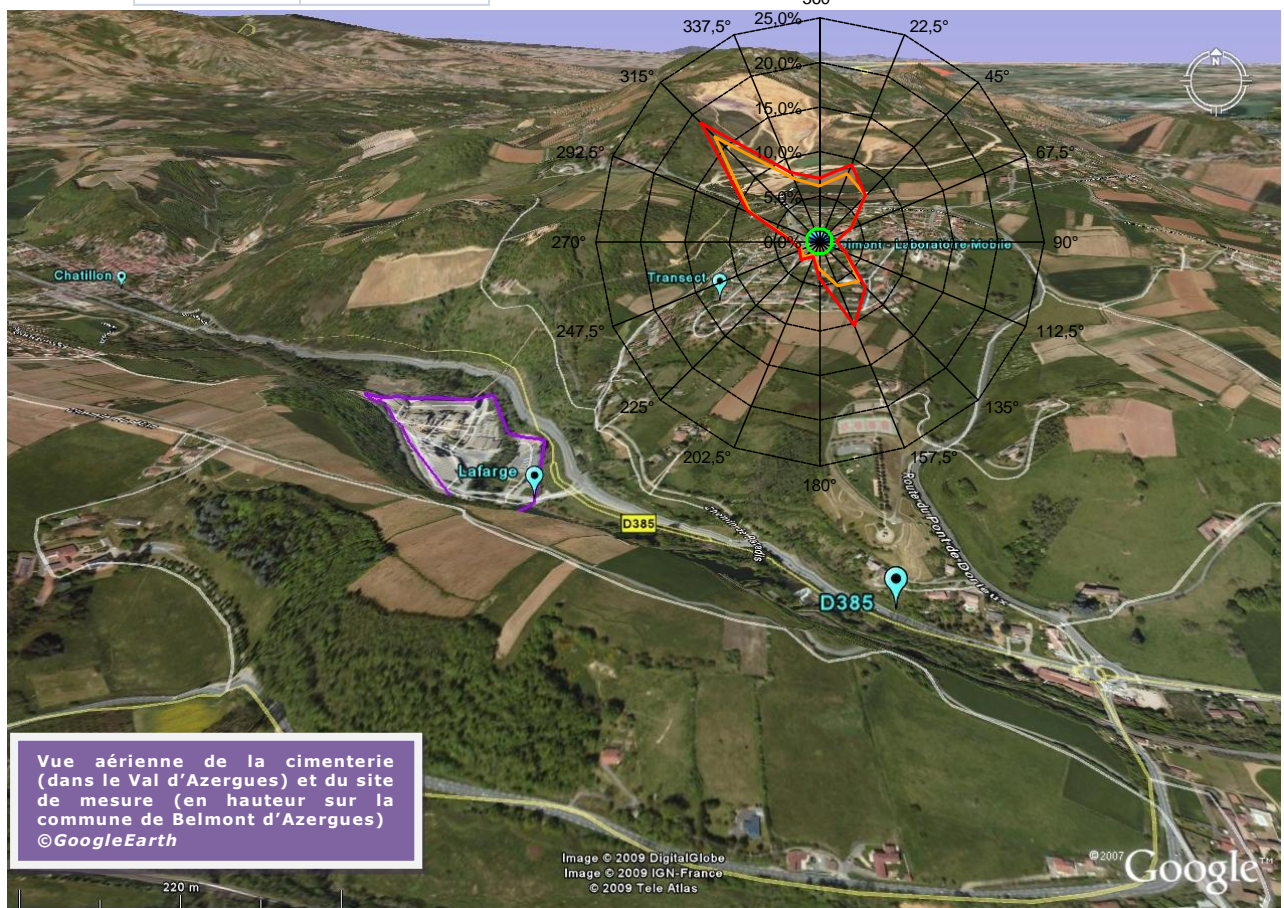 360°
25,0%
337,5°
22,5°
20,0%
315°
45°
15,0%
292,5°
10,0%
67,5°
5,0%
270°
0,0%
lmont - Laboratoire Mobile
90°
Chatillon
Transect
247,5°
112,5°
225°
135°
202,5°
157,5°
180°
N
Lafarge
D385
Route du Pont de Dorieux
D385
Vue aérienne de la cimenterie
(dans le Val d'Azergues) et du site
de mesure (en hauteur sur la
commune de Belmont d'Azergues)
©GoogleEarth
Image © 2009 DigitalGlobe
Image © 2009 IGN-France
© 2009 Tele Atlas
©2007 Google™
220 m